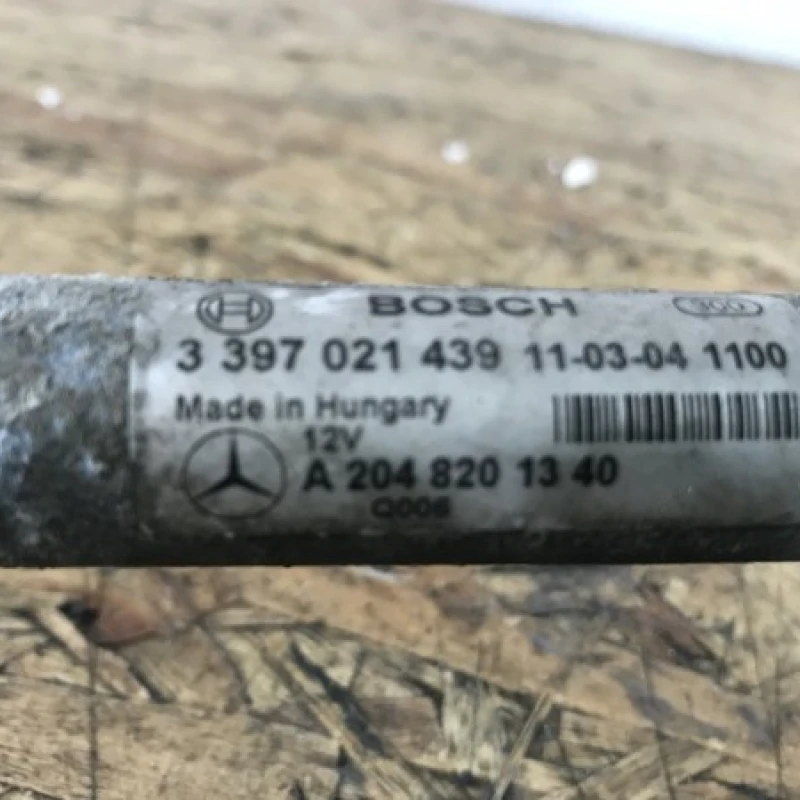 BOSCH
3 397 021 439 11-03-04 1100
Made in Hungary
12V
A 204 820 13 40
Q006